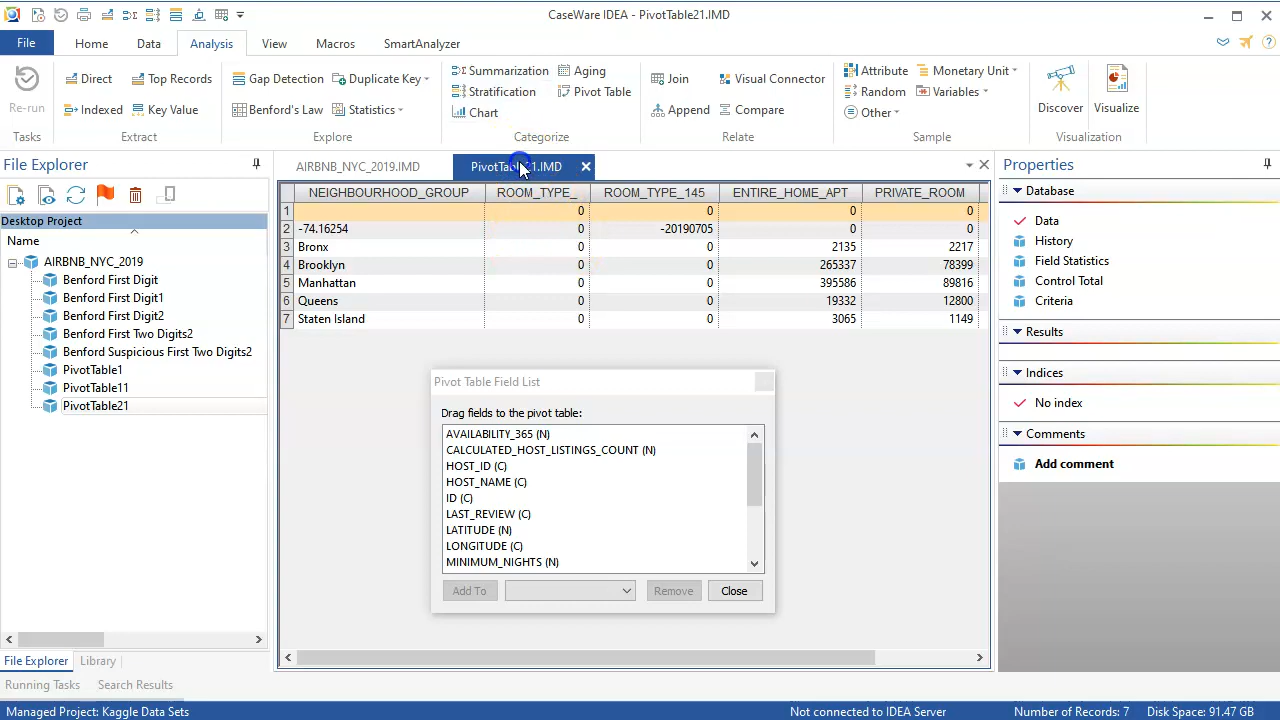 CaseWare IDEA - PivotTable21.IMD
File Home Data Analysis View Macros SmartAnalyzer
Re-run
Tasks
Direct Top Records
Indexed Key Value
Extract
Gap Detection Duplicate Key
Benford's Law Statistics
Explore
Summarization Aging
Stratification Pivot Table
Chart
Categorize
Join Visual Connector
Append Compare
Relate
Attribute Monetary Unit
Random Variables
Other
Sample
Discover Visualize
Visualization
File Explorer
Desktop Project
Name
AIRBNB_NYC_2019
Benford First Digit
Benford First Digit1
Benford First Digit2
Benford First Two Digits2
Benford Suspicious First Two Digits2
PivotTable1
PivotTable11
PivotTable21
File Explorer Library
Running Tasks Search Results
AIRBNB_NYC_2019.IMD PivotTable21.IMD
NEIGHBOURHOOD_GROUP ROOM_TYPE_ ROOM_TYPE_145 ENTIRE_HOME_APT PRIVATE_ROOM
1 0 0 0 0
2 -74.16254 0 -20190705 0 0
3 Bronx 0 0 2135 2217
4 Brooklyn 0 0 265337 78399
5 Manhattan 0 0 395586 89816
6 Queens 0 0 19332 12800
7 Staten Island 0 0 3065 1149
Pivot Table Field List
Drag fields to the pivot table:
AVAILABILITY_365 (N)
CALCULATED_HOST_LISTINGS_COUNT (N)
HOST_ID (C)
HOST_NAME (C)
ID (C)
LAST_REVIEW (C)
LATITUDE (N)
LONGITUDE (C)
MINIMUM_NIGHTS (N)
Add To Remove Close
Properties
Database
Data
History
Field Statistics
Control Total
Criteria
Results
Indices
No index
Comments
Add comment
Managed Project: Kaggle Data Sets Not connected to IDEA Server Number of Records: 7 Disk Space: 91.47 GB